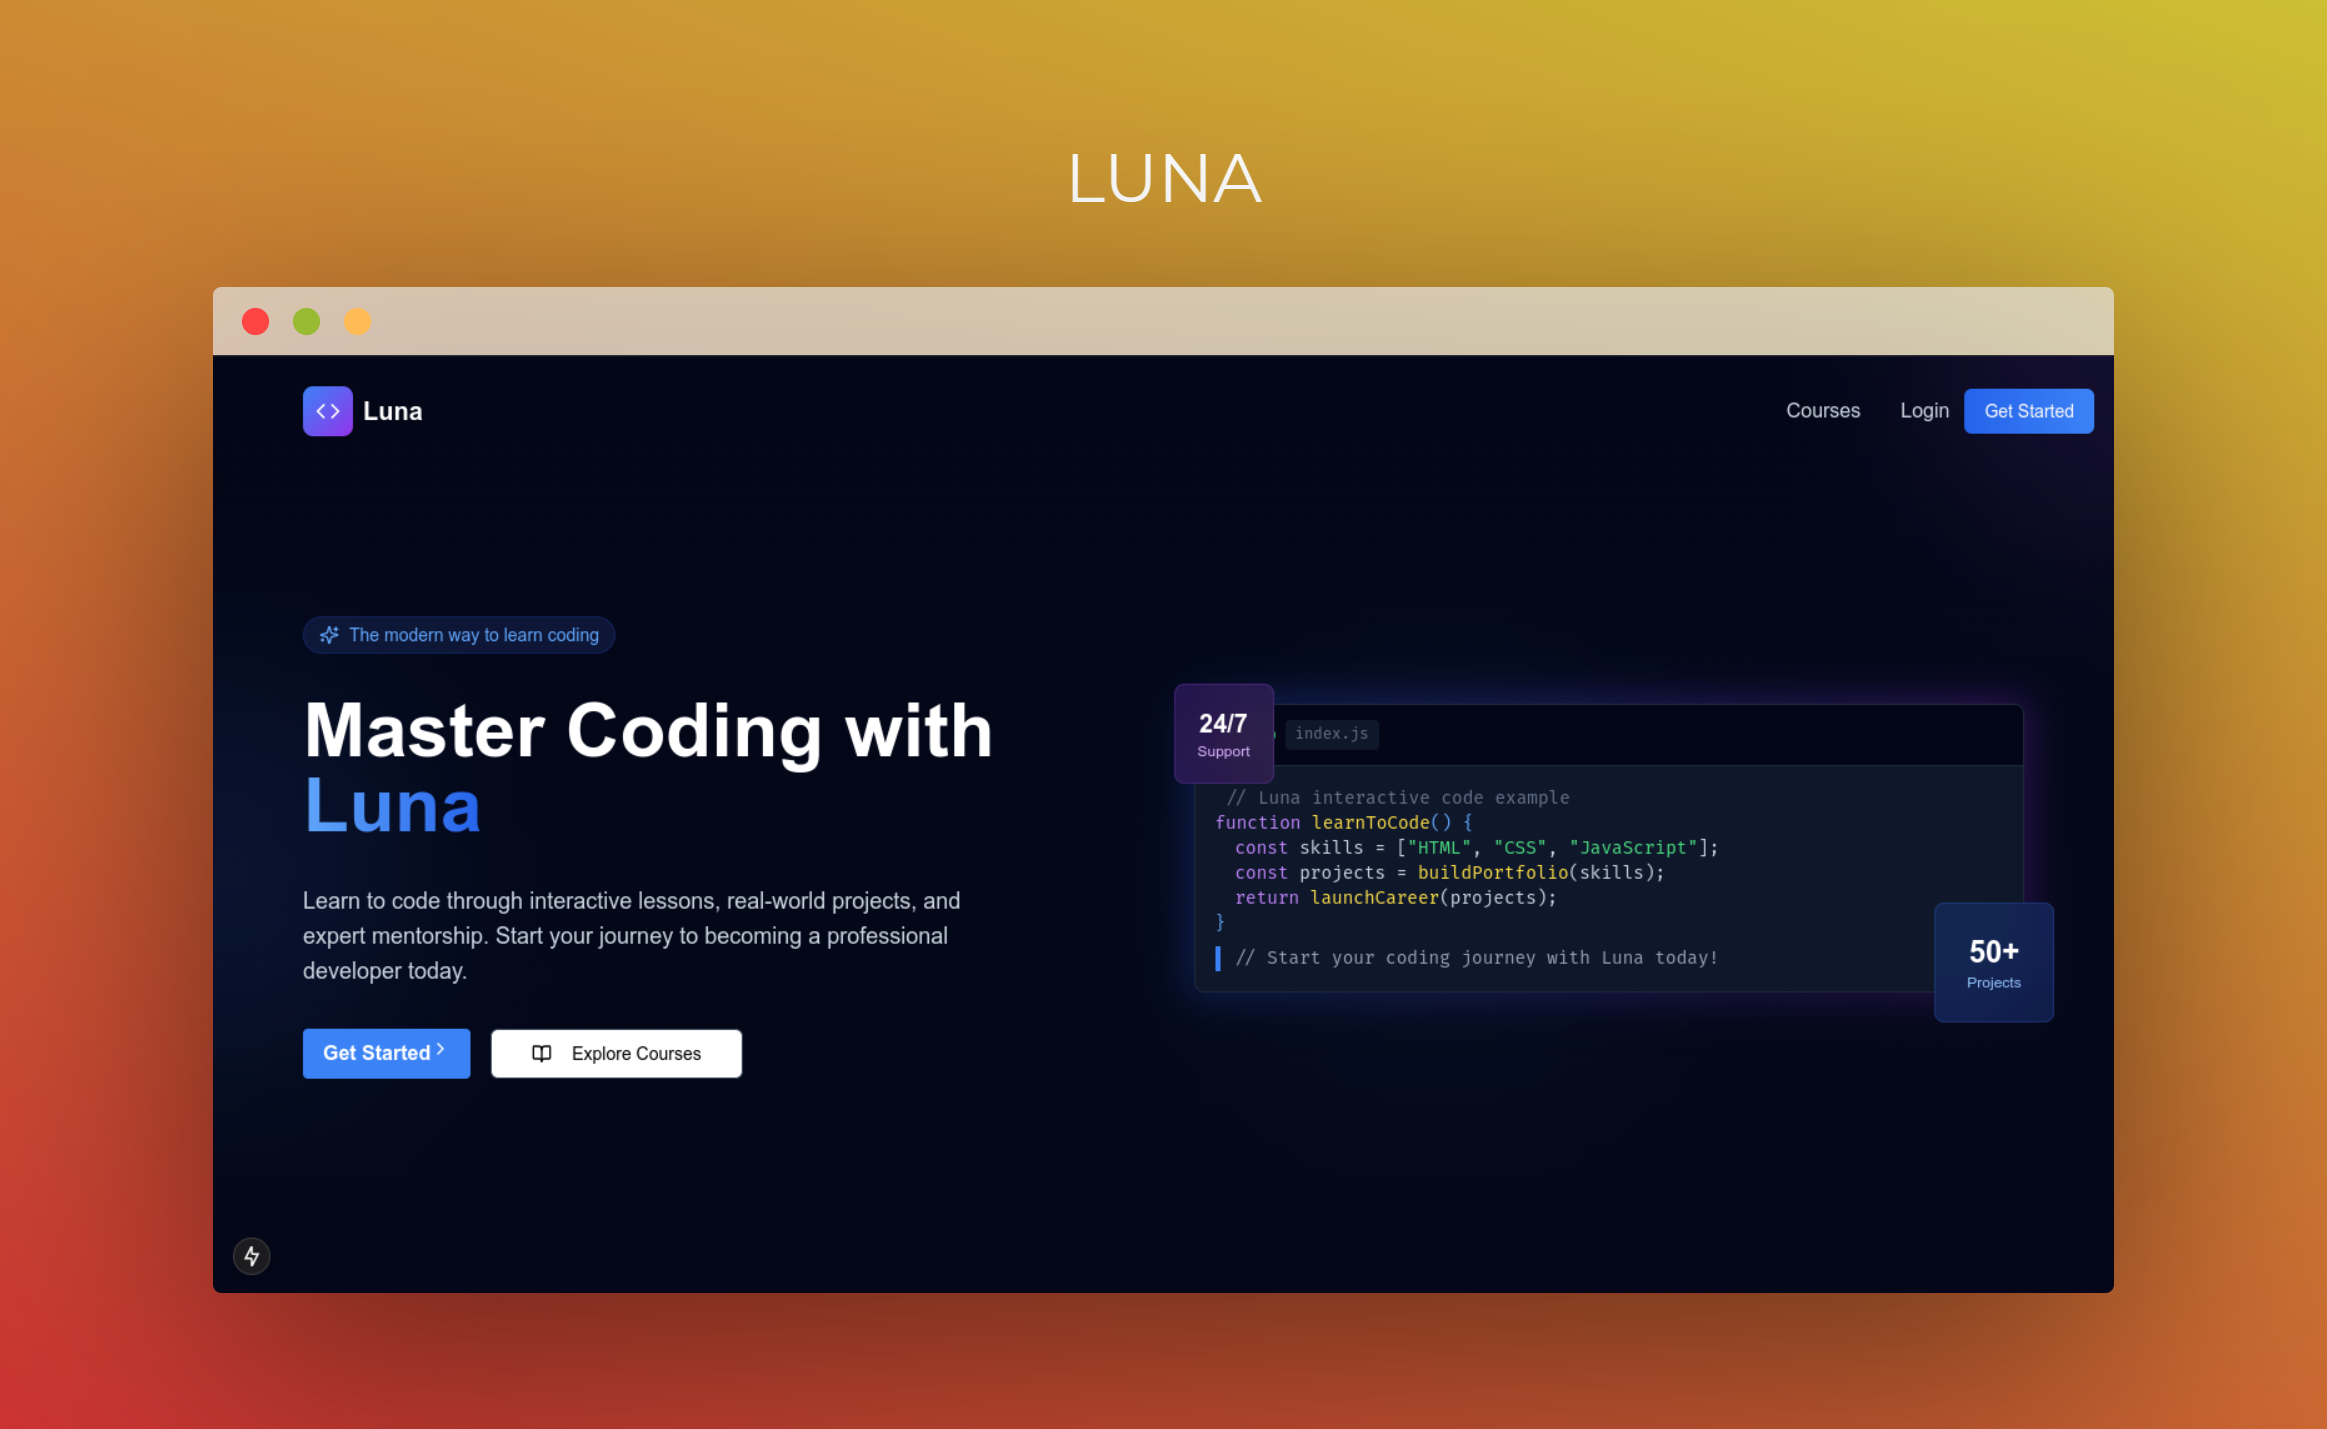 LUNA
Luna
Courses
Login
Get Started
The modern way to learn coding
Master Coding with
Luna
Learn to code through interactive lessons, real-world projects, and
expert mentorship. Start your journey to becoming a professional
developer today.
Get Started
Explore Courses
24/7
Support
index.js
// Luna interactive code example
function learnToCode() {
  const skills = ["HTML", "CSS", "JavaScript"];
  const projects = buildPortfolio(skills);
  return launchCareer(projects);
}
// Start your coding journey with Luna today!
50+
Projects